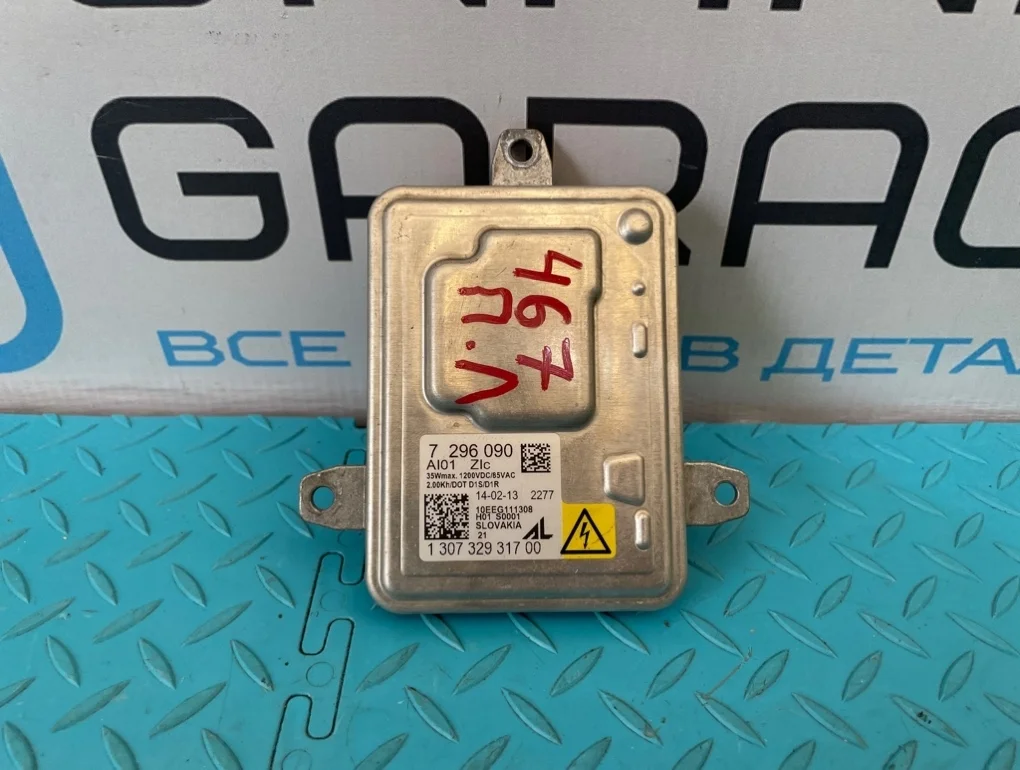 GARAG
ВСЕ В ДЕТА
V.U
467
7 296 090
AI01 ZIc
35Wmax. 1200VDC/85VAC
2,00Kh/DOT D1S/D1R
14-02-13 2277
10EEG111308
H01 S0001
SLOVAKIA
21
AL
1 307 329 317 00